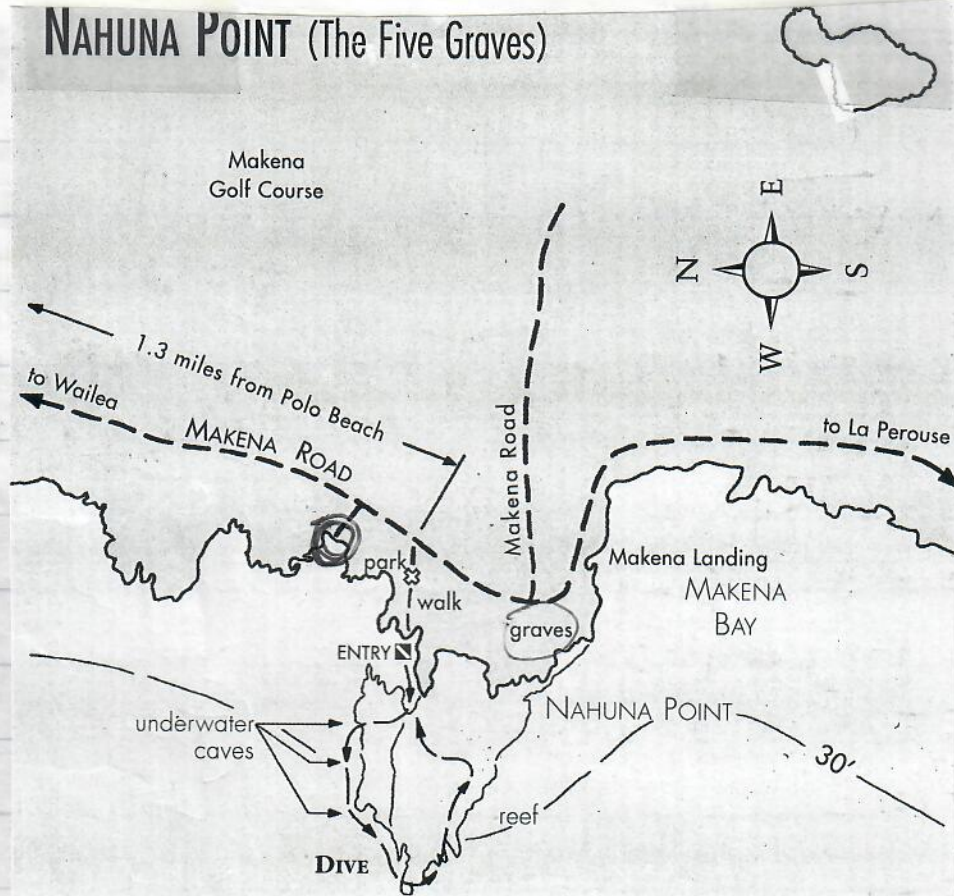 NAHUNA POINT (The Five Graves)
Makena
Golf Course
E
N
S
W
1.3 miles from Polo Beach
to Wailea
MAKENA ROAD
Makena Road
to La Perouse
park
walk
Makena Landing
MAKENA
BAY
graves
ENTRY
NAHUNA POINT
underwater
caves
30'
reef
DIVE